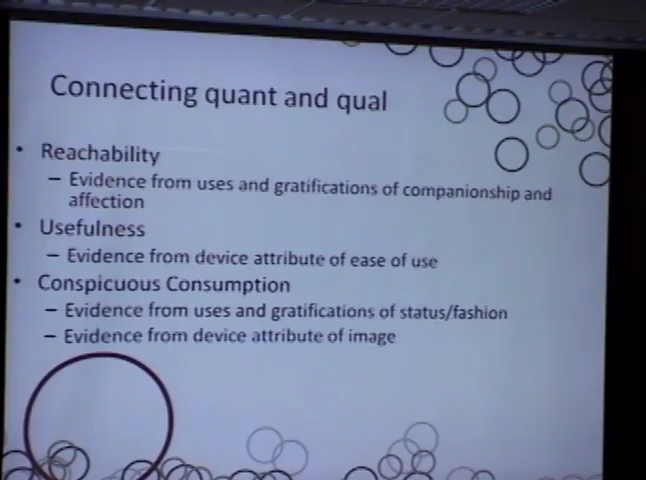 Connecting quant and qual
• Reachability
– Evidence from uses and gratifications of companionship and
affection
• Usefulness
– Evidence from device attribute of ease of use
• Conspicuous Consumption
– Evidence from uses and gratifications of status/fashion
– Evidence from device attribute of image